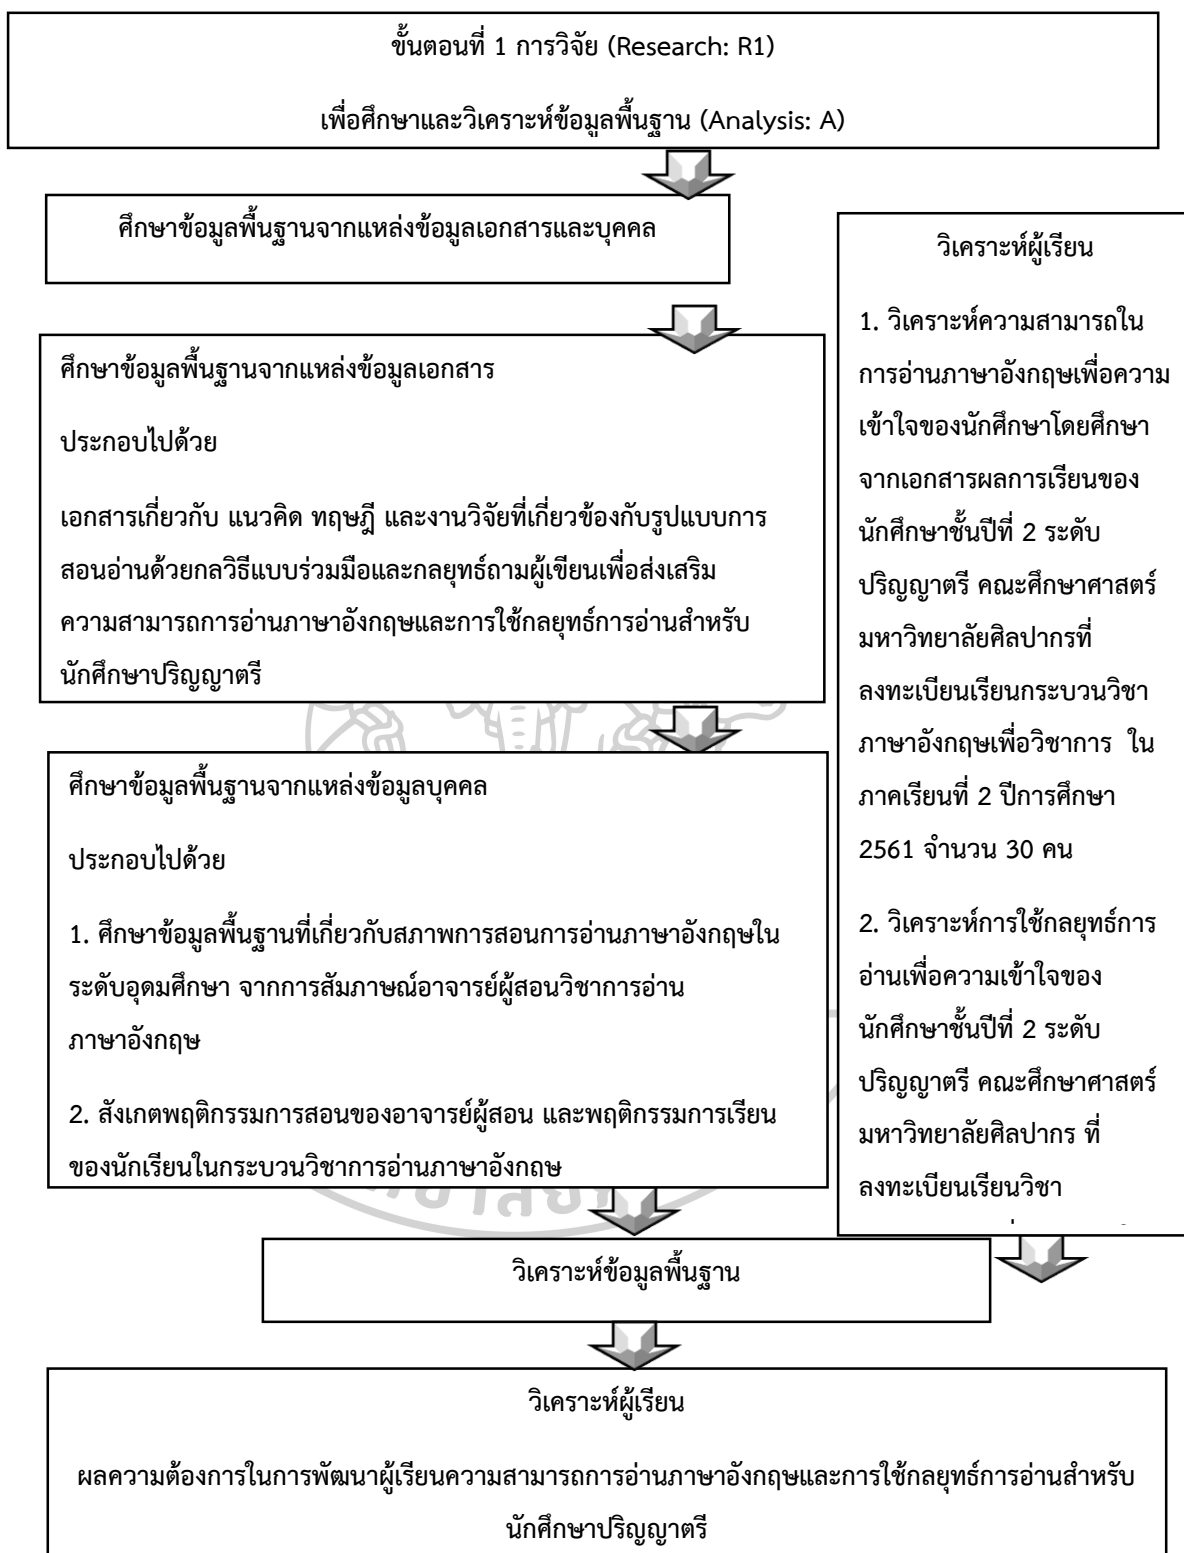 ขั้นตอนที่ 1 การวิจัย (Research: R1)
เพื่อศึกษาและวิเคราะห์ข้อมูลพื้นฐาน (Analysis: A)
ศึกษาข้อมูลพื้นฐานจากแหล่งข้อมูลเอกสารและบุคคล
ศึกษาข้อมูลพื้นฐานจากแหล่งข้อมูลเอกสาร
ประกอบไปด้วย
เอกสารเกี่ยวกับ แนวคิด ทฤษฎี และงานวิจัยที่เกี่ยวข้องกับรูปแบบการ
สอนอ่านด้วยกลวิธีแบบร่วมมือและกลยุทธ์ถามผู้เขียนเพื่อส่งเสริม
ความสามารถการอ่านภาษาอังกฤษและการใช้กลยุทธ์การอ่านสำหรับ
นักศึกษาปริญญาตรี
ศึกษาข้อมูลพื้นฐานจากแหล่งข้อมูลบุคคล
ประกอบไปด้วย
1. ศึกษาข้อมูลพื้นฐานที่เกี่ยวกับสภาพการสอนการอ่านภาษาอังกฤษใน
ระดับอุดมศึกษา จากการสัมภาษณ์อาจารย์ผู้สอนวิชาการอ่าน
ภาษาอังกฤษ
2. สังเกตพฤติกรรมการสอนของอาจารย์ผู้สอน และพฤติกรรมการเรียน
ของนักเรียนในกระบวนวิชาการอ่านภาษาอังกฤษ
วิเคราะห์ผู้เรียน
1. วิเคราะห์ความสามารถใน
การอ่านภาษาอังกฤษเพื่อความ
เข้าใจของนักศึกษาโดยศึกษา
จากเอกสารผลการเรียนของ
นักศึกษาชั้นปีที่ 2 ระดับ
ปริญญาตรี คณะศึกษาศาสตร์
มหาวิทยาลัยศิลปากรที่
ลงทะเบียนเรียนกระบวนวิชา
ภาษาอังกฤษเพื่อวิชาการ ใน
ภาคเรียนที่ 2 ปีการศึกษา
2561 จำนวน 30 คน
2. วิเคราะห์การใช้กลยุทธ์การ
อ่านเพื่อความเข้าใจของ
นักศึกษาชั้นปีที่ 2 ระดับ
ปริญญาตรี คณะศึกษาศาสตร์
มหาวิทยาลัยศิลปากร ที่
ลงทะเบียนเรียนวิชา
วิเคราะห์ข้อมูลพื้นฐาน
วิเคราะห์ผู้เรียน
ผลความต้องการในการพัฒนาผู้เรียนความสามารถการอ่านภาษาอังกฤษและการใช้กลยุทธ์การอ่านสำหรับ
นักศึกษาปริญญาตรี